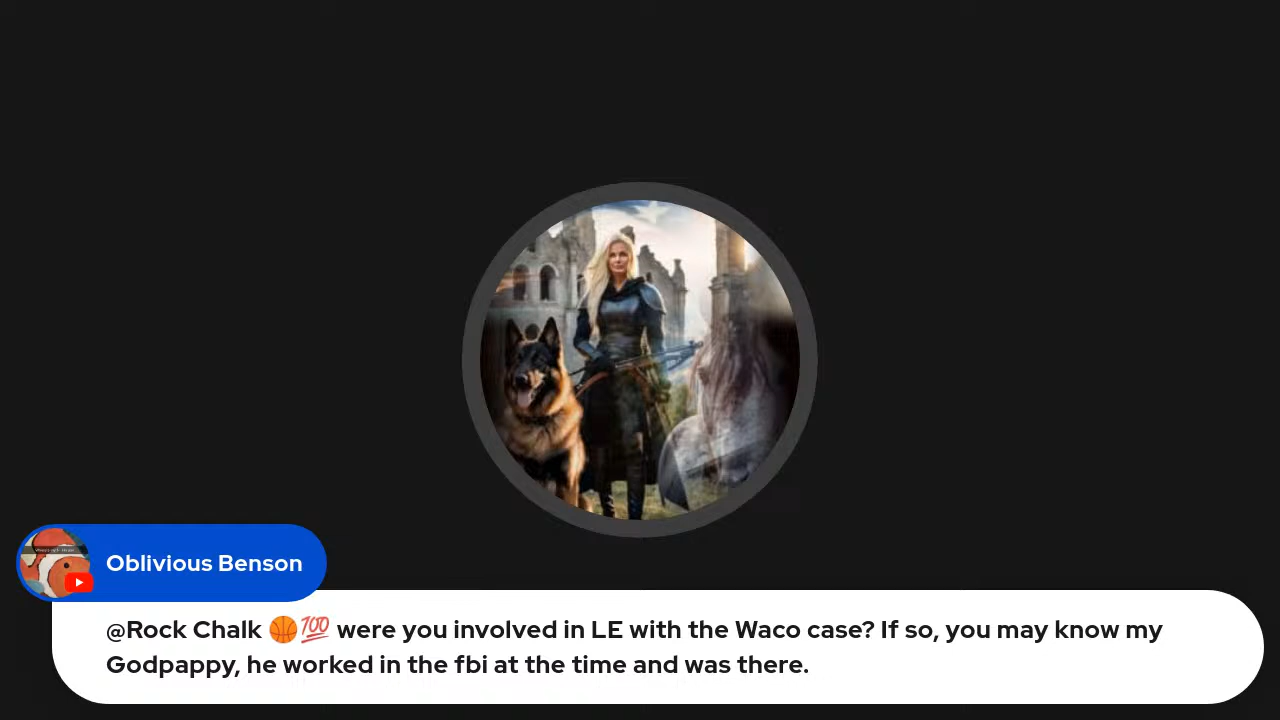 Oblivious Benson
@Rock Chalk 🏀💯 were you involved in LE with the Waco case? If so, you may know my
Godpappy, he worked in the fbi at the time and was there.